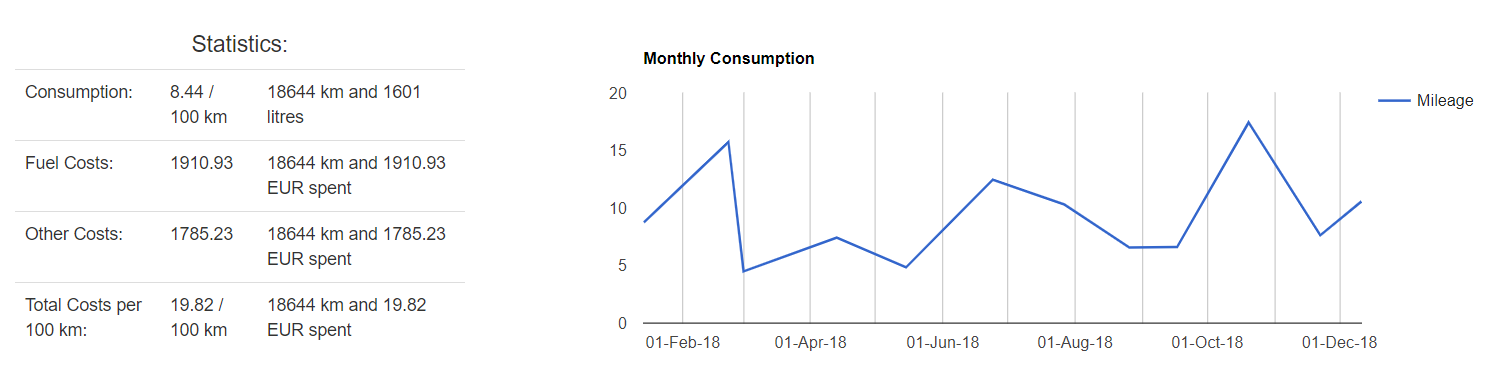 Statistics:
Consumption: 8.44 / 18644 km and 1601
100 km litres
Fuel Costs: 1910.93 18644 km and 1910.93
EUR spent
Other Costs: 1785.23 18644 km and 1785.23
EUR spent
Total Costs per 19.82 / 18644 km and 19.82
100 km: 100 km EUR spent
Monthly Consumption
20
15
10
5
0
01-Feb-18 01-Apr-18 01-Jun-18 01-Aug-18 01-Oct-18 01-Dec-18
Mileage